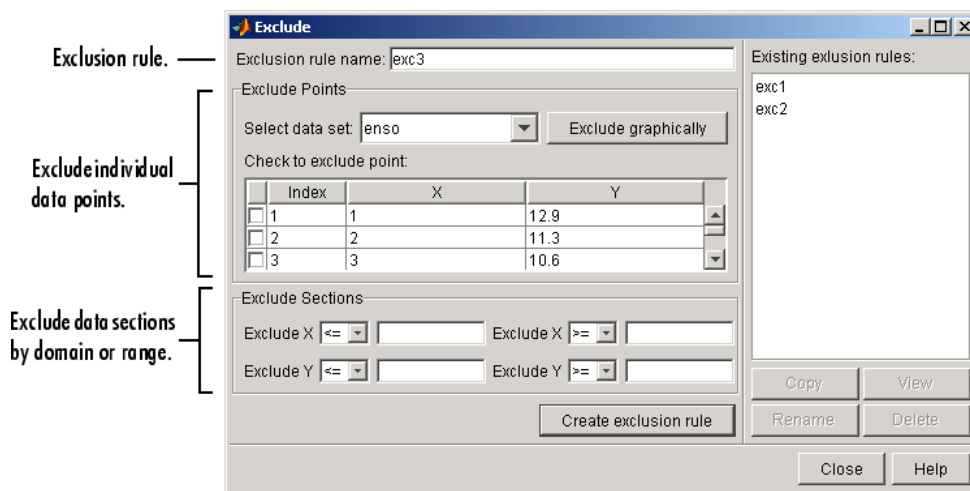 Exclude
Exclusion rule.
Exclusion rule name: exc3
Existing exlusion rules:
exc1
exc2
Exclude individual
data points.
Exclude Points
Select data set: enso
Exclude graphically
Check to exclude point:
Index X Y
1 1 12.9
2 2 11.3
3 3 10.6
Exclude data sections
by domain or range.
Exclude Sections
Exclude X <= Exclude X >=
Exclude Y <= Exclude Y >=
Create exclusion rule
Copy View
Rename Delete
Close Help